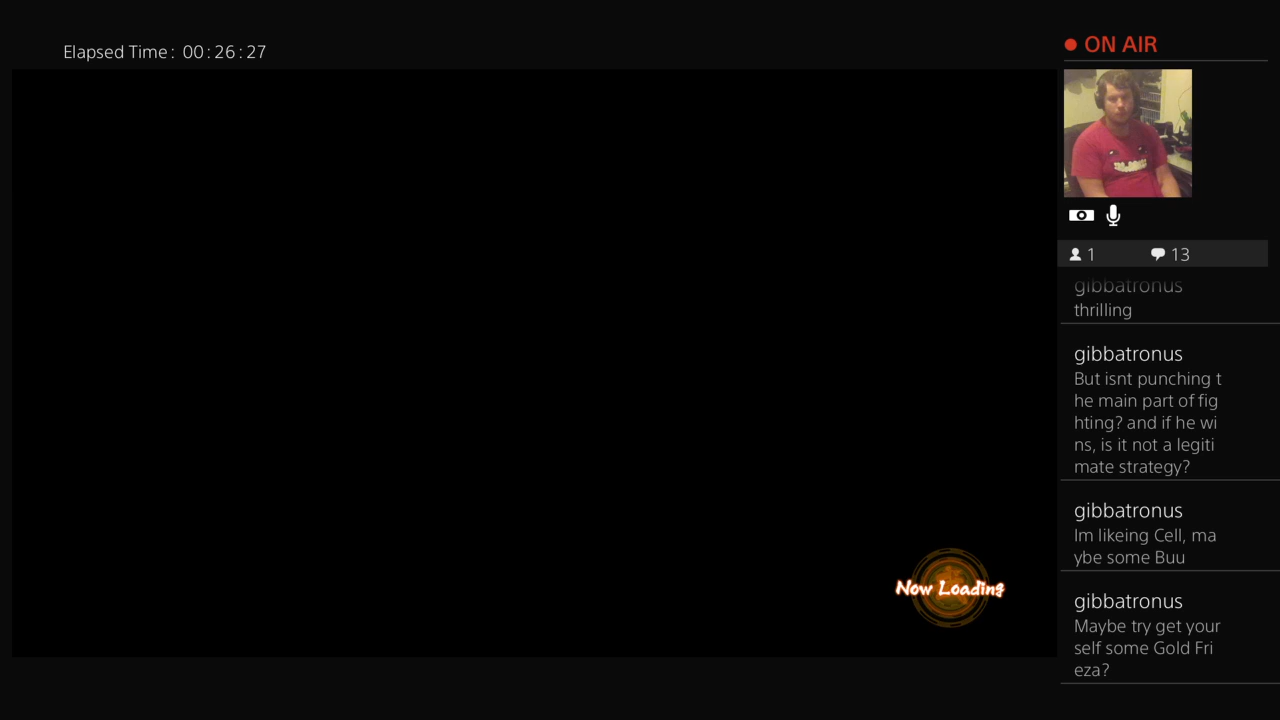 Elapsed Time: 00:26:27
ON AIR
1
13
gibbatronus
thrilling
gibbatronus
But isnt punching t
he main part of fig
hting? and if he wi
ns, is it not a legiti
mate strategy?
gibbatronus
Im likeing Cell, ma
ybe some Buu
gibbatronus
Maybe try get your
self some Gold Fri
eza?
Now Loading